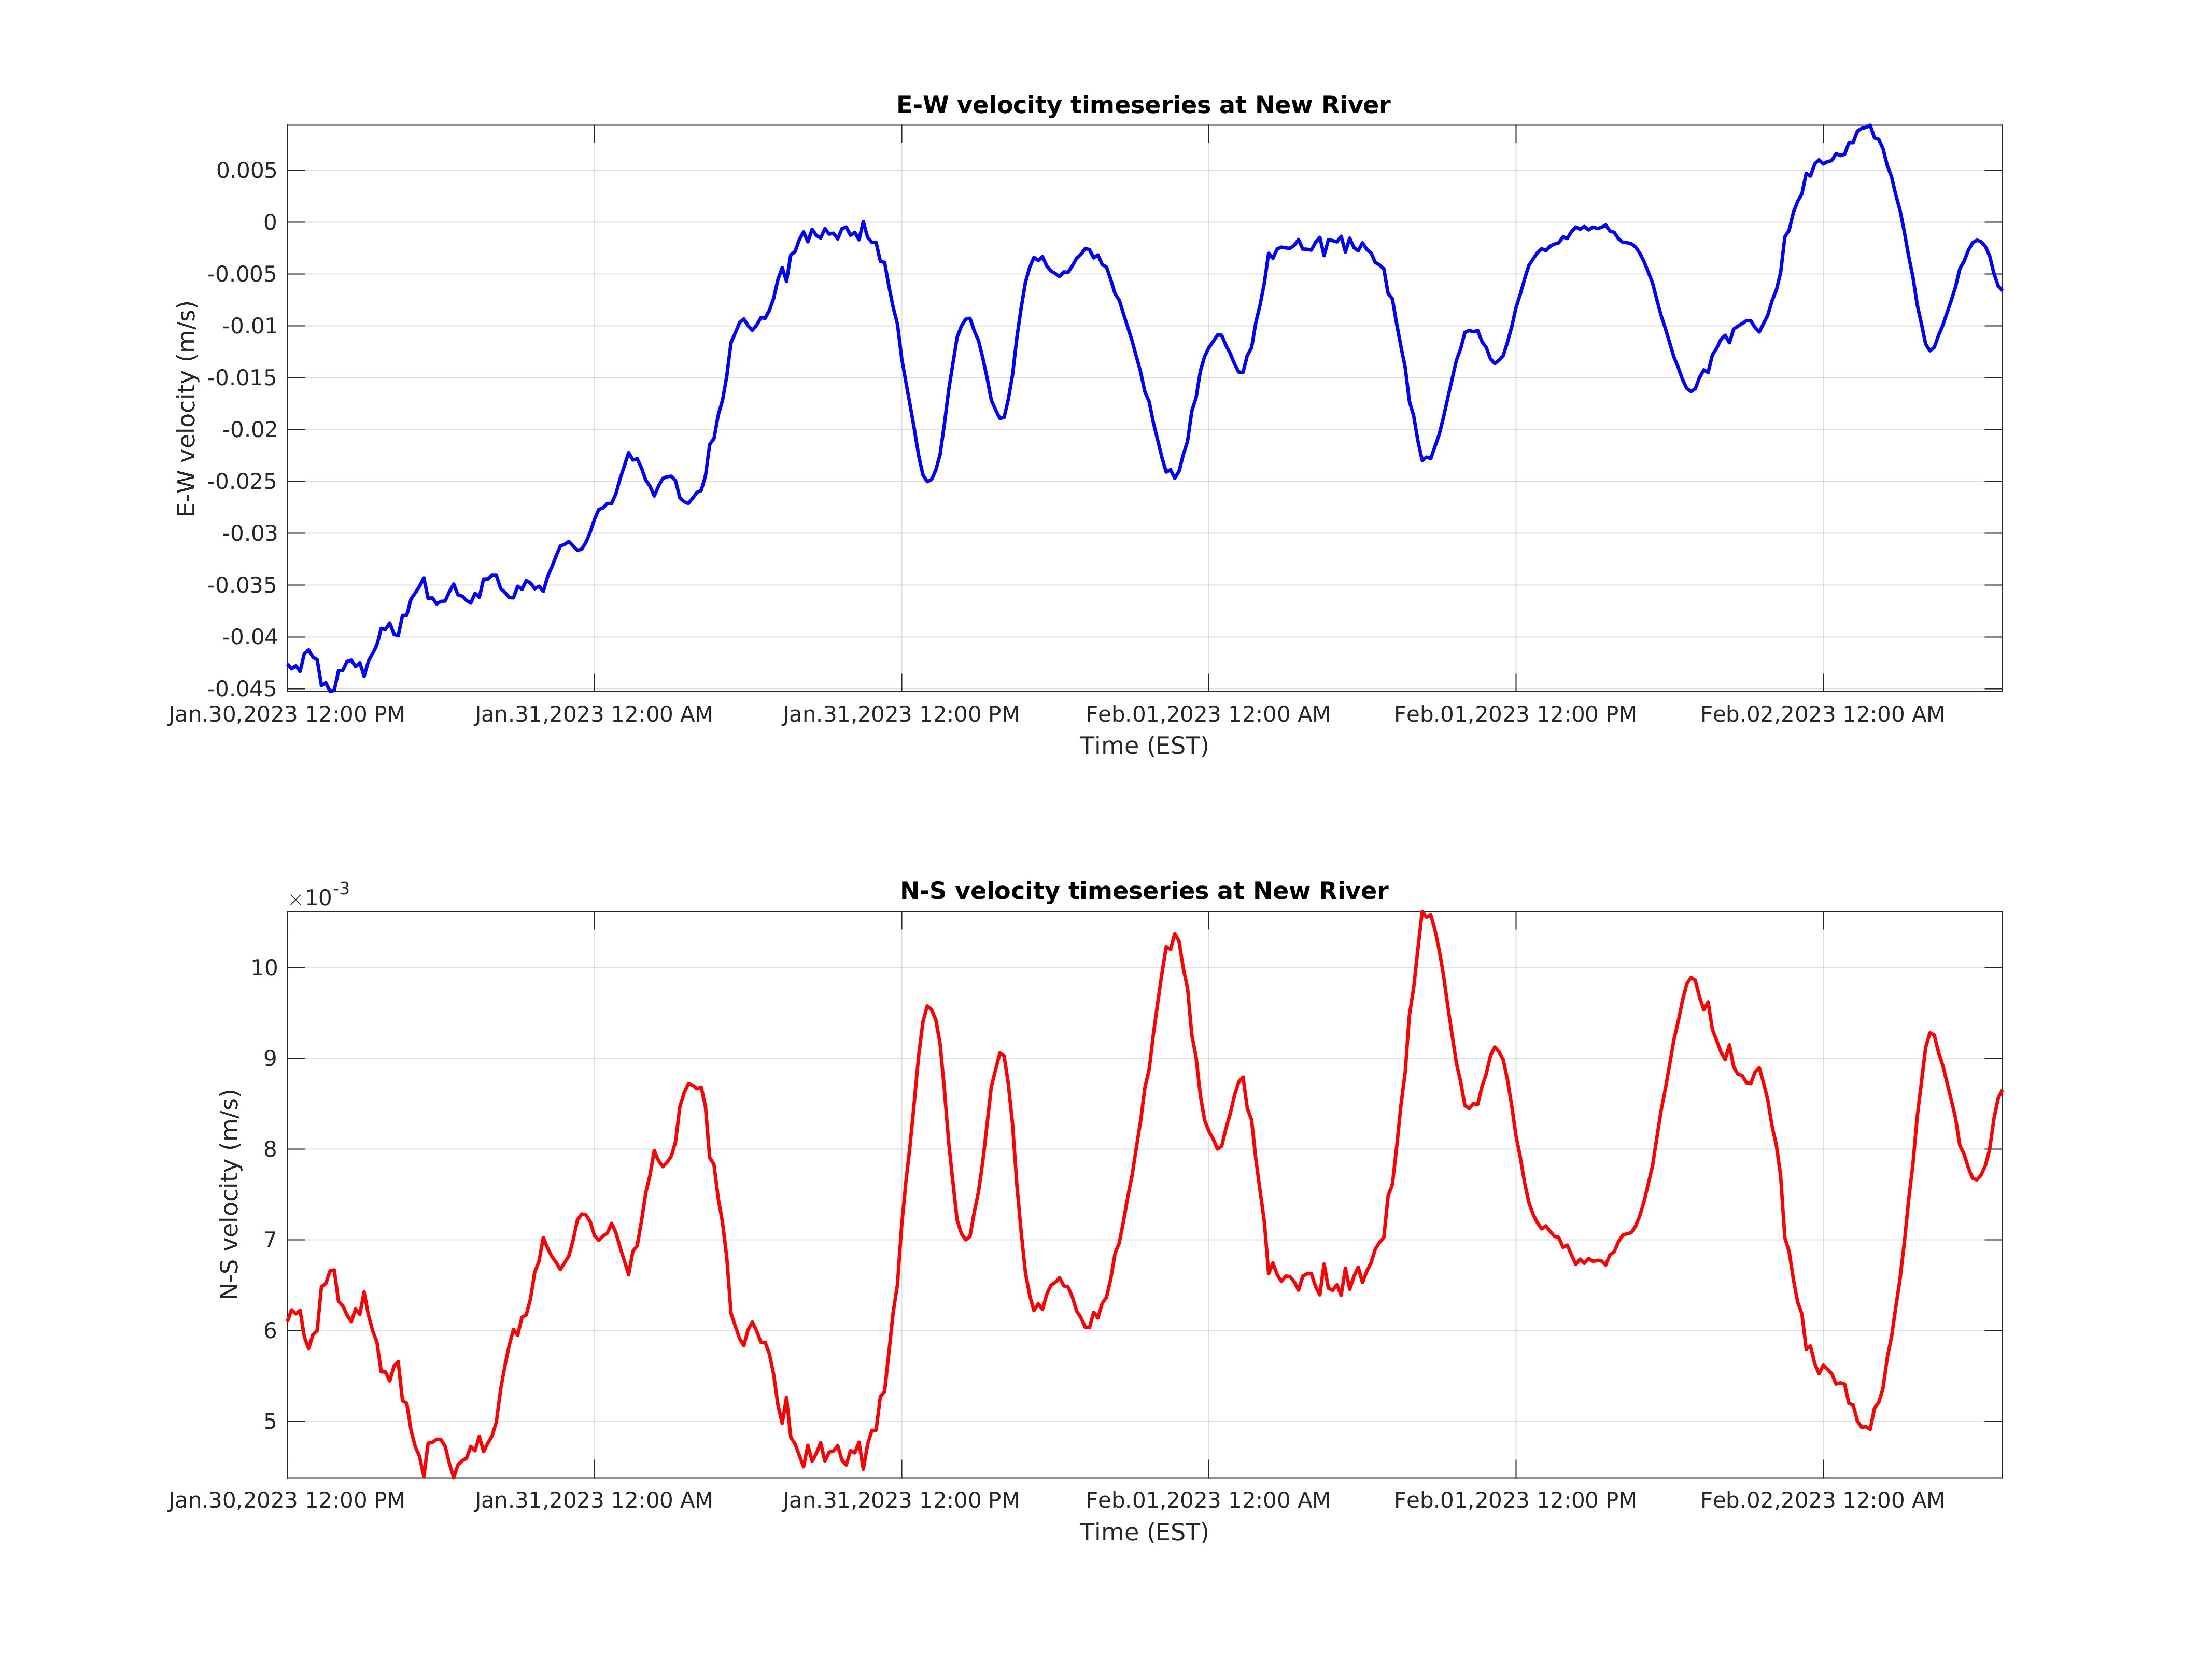 E-W velocity timeseries at New River
E-W velocity (m/s)
0.005
0
-0.005
-0.01
-0.015
-0.02
-0.025
-0.03
-0.035
-0.04
-0.045
Jan.30,2023 12:00 PM Jan.31,2023 12:00 AM Jan.31,2023 12:00 PM Feb.01,2023 12:00 AM Feb.01,2023 12:00 PM Feb.02,2023 12:00 AM
Time (EST)
N-S velocity timeseries at New River
×10-3
N-S velocity (m/s)
10
9
8
7
6
5
Jan.30,2023 12:00 PM Jan.31,2023 12:00 AM Jan.31,2023 12:00 PM Feb.01,2023 12:00 AM Feb.01,2023 12:00 PM Feb.02,2023 12:00 AM
Time (EST)